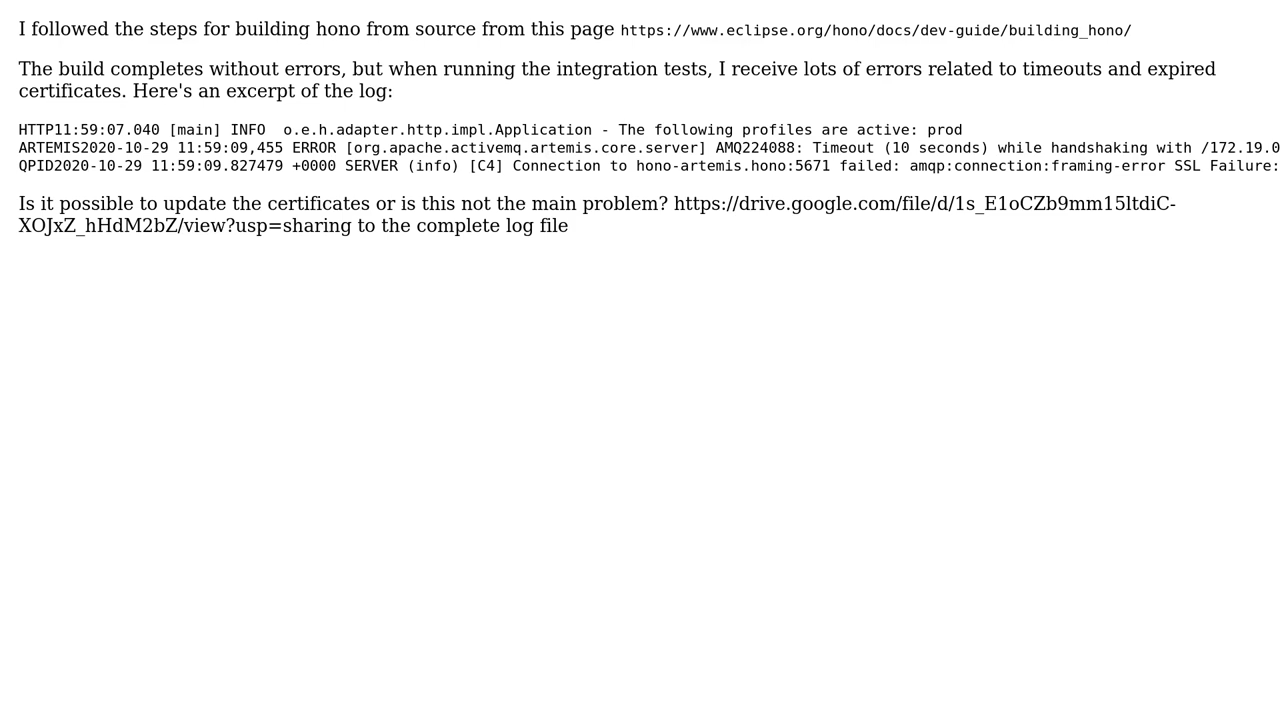 I followed the steps for building hono from source from this page https://www.eclipse.org/hono/docs/dev-guide/building_hono/
The build completes without errors, but when running the integration tests, I receive lots of errors related to timeouts and expired
certificates. Here's an excerpt of the log:
HTTP11:59:07.040 [main] INFO  o.e.h.adapter.http.impl.Application - The following profiles are active: prod
ARTEMIS2020-10-29 11:59:09,455 ERROR [org.apache.activemq.artemis.core.server] AMQ224088: Timeout (10 seconds) while handshaking with /172.19.0
QPID2020-10-29 11:59:09.827479 +0000 SERVER (info) [C4] Connection to hono-artemis.hono:5671 failed: amqp:connection:framing-error SSL Failure:
Is it possible to update the certificates or is this not the main problem? https://drive.google.com/file/d/1s_E1oCZb9mm15ltdiC-
XOJxZ_hHdM2bZ/view?usp=sharing to the complete log file